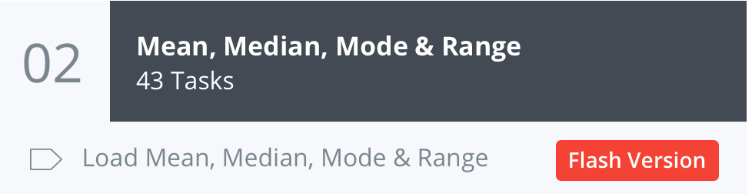 02
Mean, Median, Mode & Range
43 Tasks
Load Mean, Median, Mode & Range
Flash Version